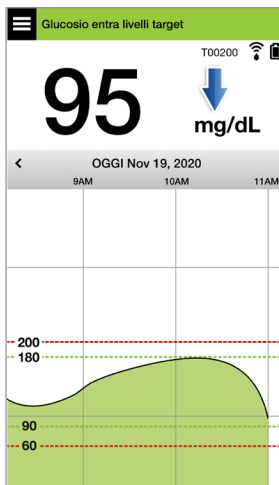 Glucosio entra livelli target
T00200
95
mg/dL
OGGI Nov 19, 2020
9AM 10AM 11AM
200
180
90
60